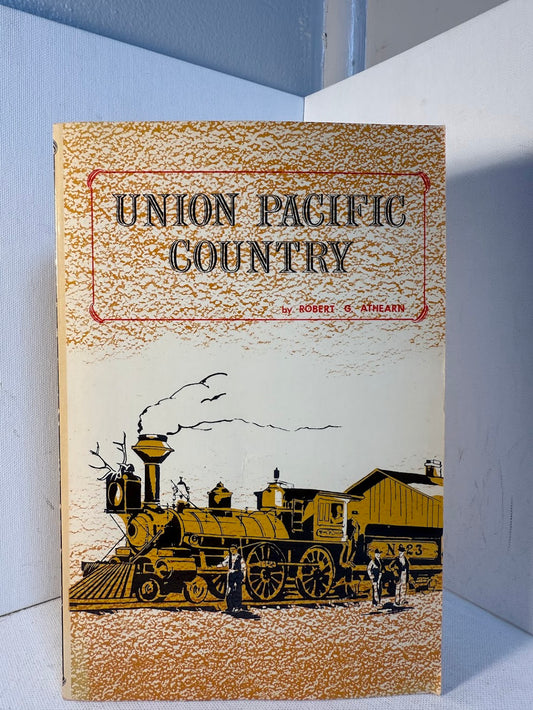 UNION PACIFIC
COUNTRY
by ROBERT G. ATHEARN
No 23